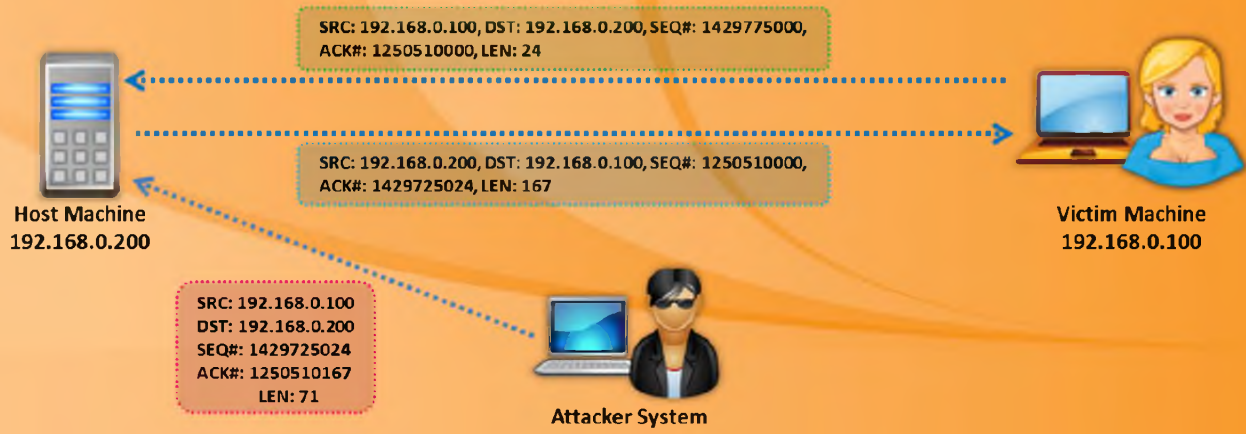 SRC: 192.168.0.100, DST: 192.168.0.200, SEQ#: 1429775000,
ACK#: 1250510000, LEN: 24
SRC: 192.168.0.200, DST: 192.168.0.100, SEQ#: 1250510000,
ACK#: 1429725024, LEN: 167
Host Machine
192.168.0.200
Victim Machine
192.168.0.100
SRC: 192.168.0.100
DST: 192.168.0.200
SEQ#: 1429725024
ACK#: 1250510167
LEN: 71
Attacker System